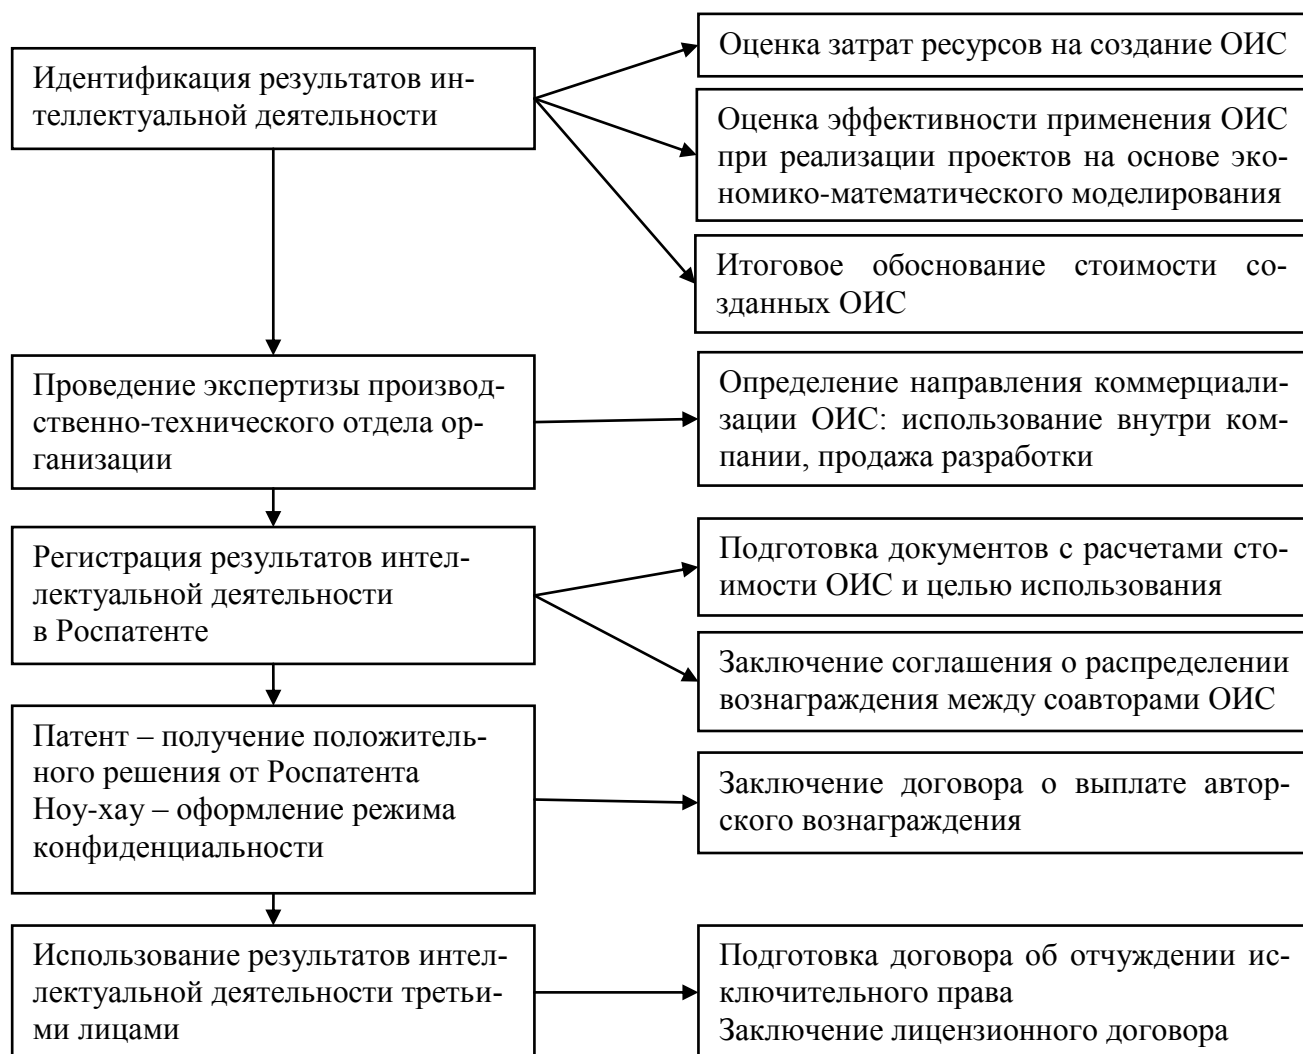 Идентификация результатов ин-
теллектуальной деятельности
Оценка затрат ресурсов на создание ОИС
Оценка эффективности применения ОИС
при реализации проектов на основе эко-
номико-математического моделирования
Итоговое обоснование стоимости со-
зданных ОИС
Проведение экспертизы производ-
ственно-технического отдела ор-
ганизации
Определение направления коммерциали-
зации ОИС: использование внутри ком-
пании, продажа разработки
Регистрация результатов интел-
лектуальной деятельности
в Роспатенте
Подготовка документов с расчетами сто-
имости ОИС и целью использования
Заключение соглашения о распределении
вознаграждения между соавторами ОИС
Патент – получение положитель-
ного решения от Роспатента
Ноу-хау – оформление режима
конфиденциальности
Заключение договора о выплате автор-
ского вознаграждения
Использование результатов интел-
лектуальной деятельности третьи-
ми лицами
Подготовка договора об отчуждении ис-
ключительного права
Заключение лицензионного договора